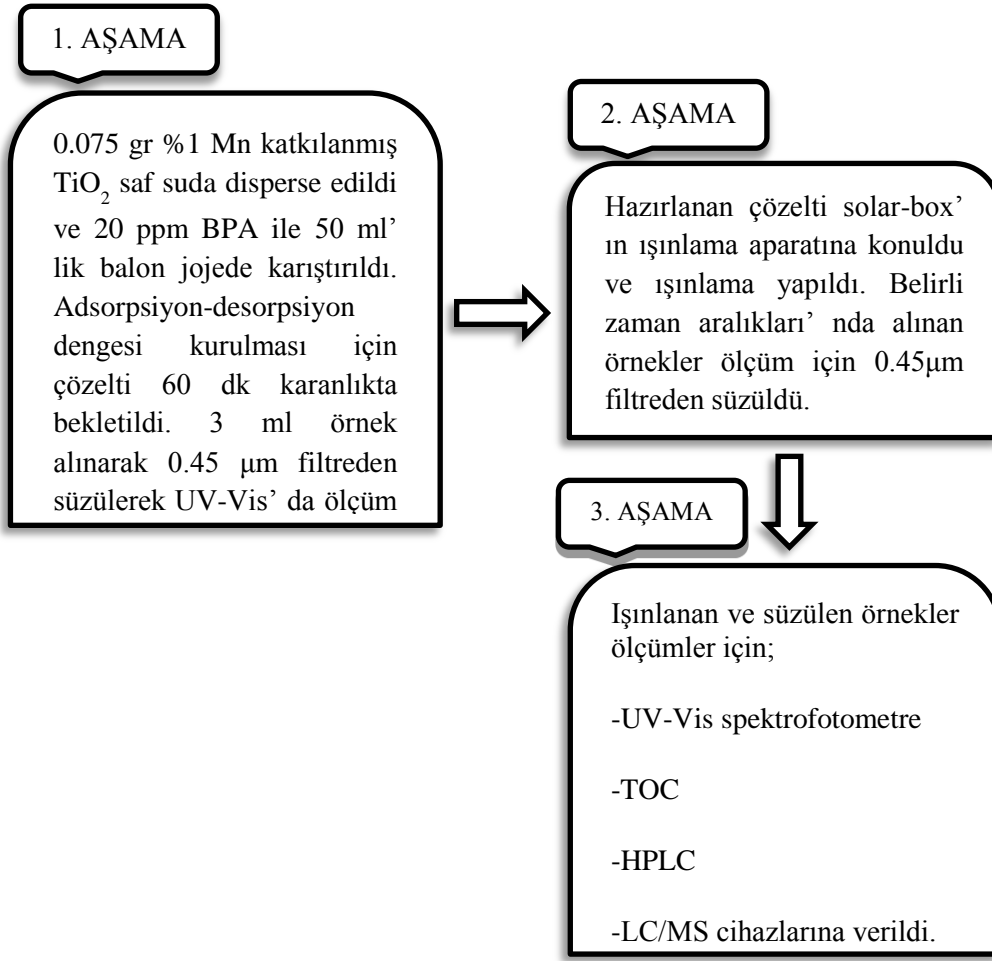 1. AŞAMA
0.075 gr %1 Mn katkılanmış
TiO2 saf suda disperse edildi
ve 20 ppm BPA ile 50 ml’
lik balon jojede karıştırıldı.
Adsorpsiyon-desorpsiyon
dengesi kurulması için
çözelti 60 dk karanlıkta
bekletildi. 3 ml örnek
alınarak 0.45 μm filtreden
süzülerek UV-Vis’ da ölçüm
2. AŞAMA
Hazırlanan çözelti solar-box’
ın ışınlama aparatına konuldu
ve ışınlama yapıldı. Belirli
zaman aralıkları’ nda alınan
örnekler ölçüm için 0.45μm
filtreden süzüldü.
3. AŞAMA
Işınlanan ve süzülen örnekler
ölçümler için;
-UV-Vis spektrofotometre
-TOC
-HPLC
-LC/MS cihazlarına verildi.